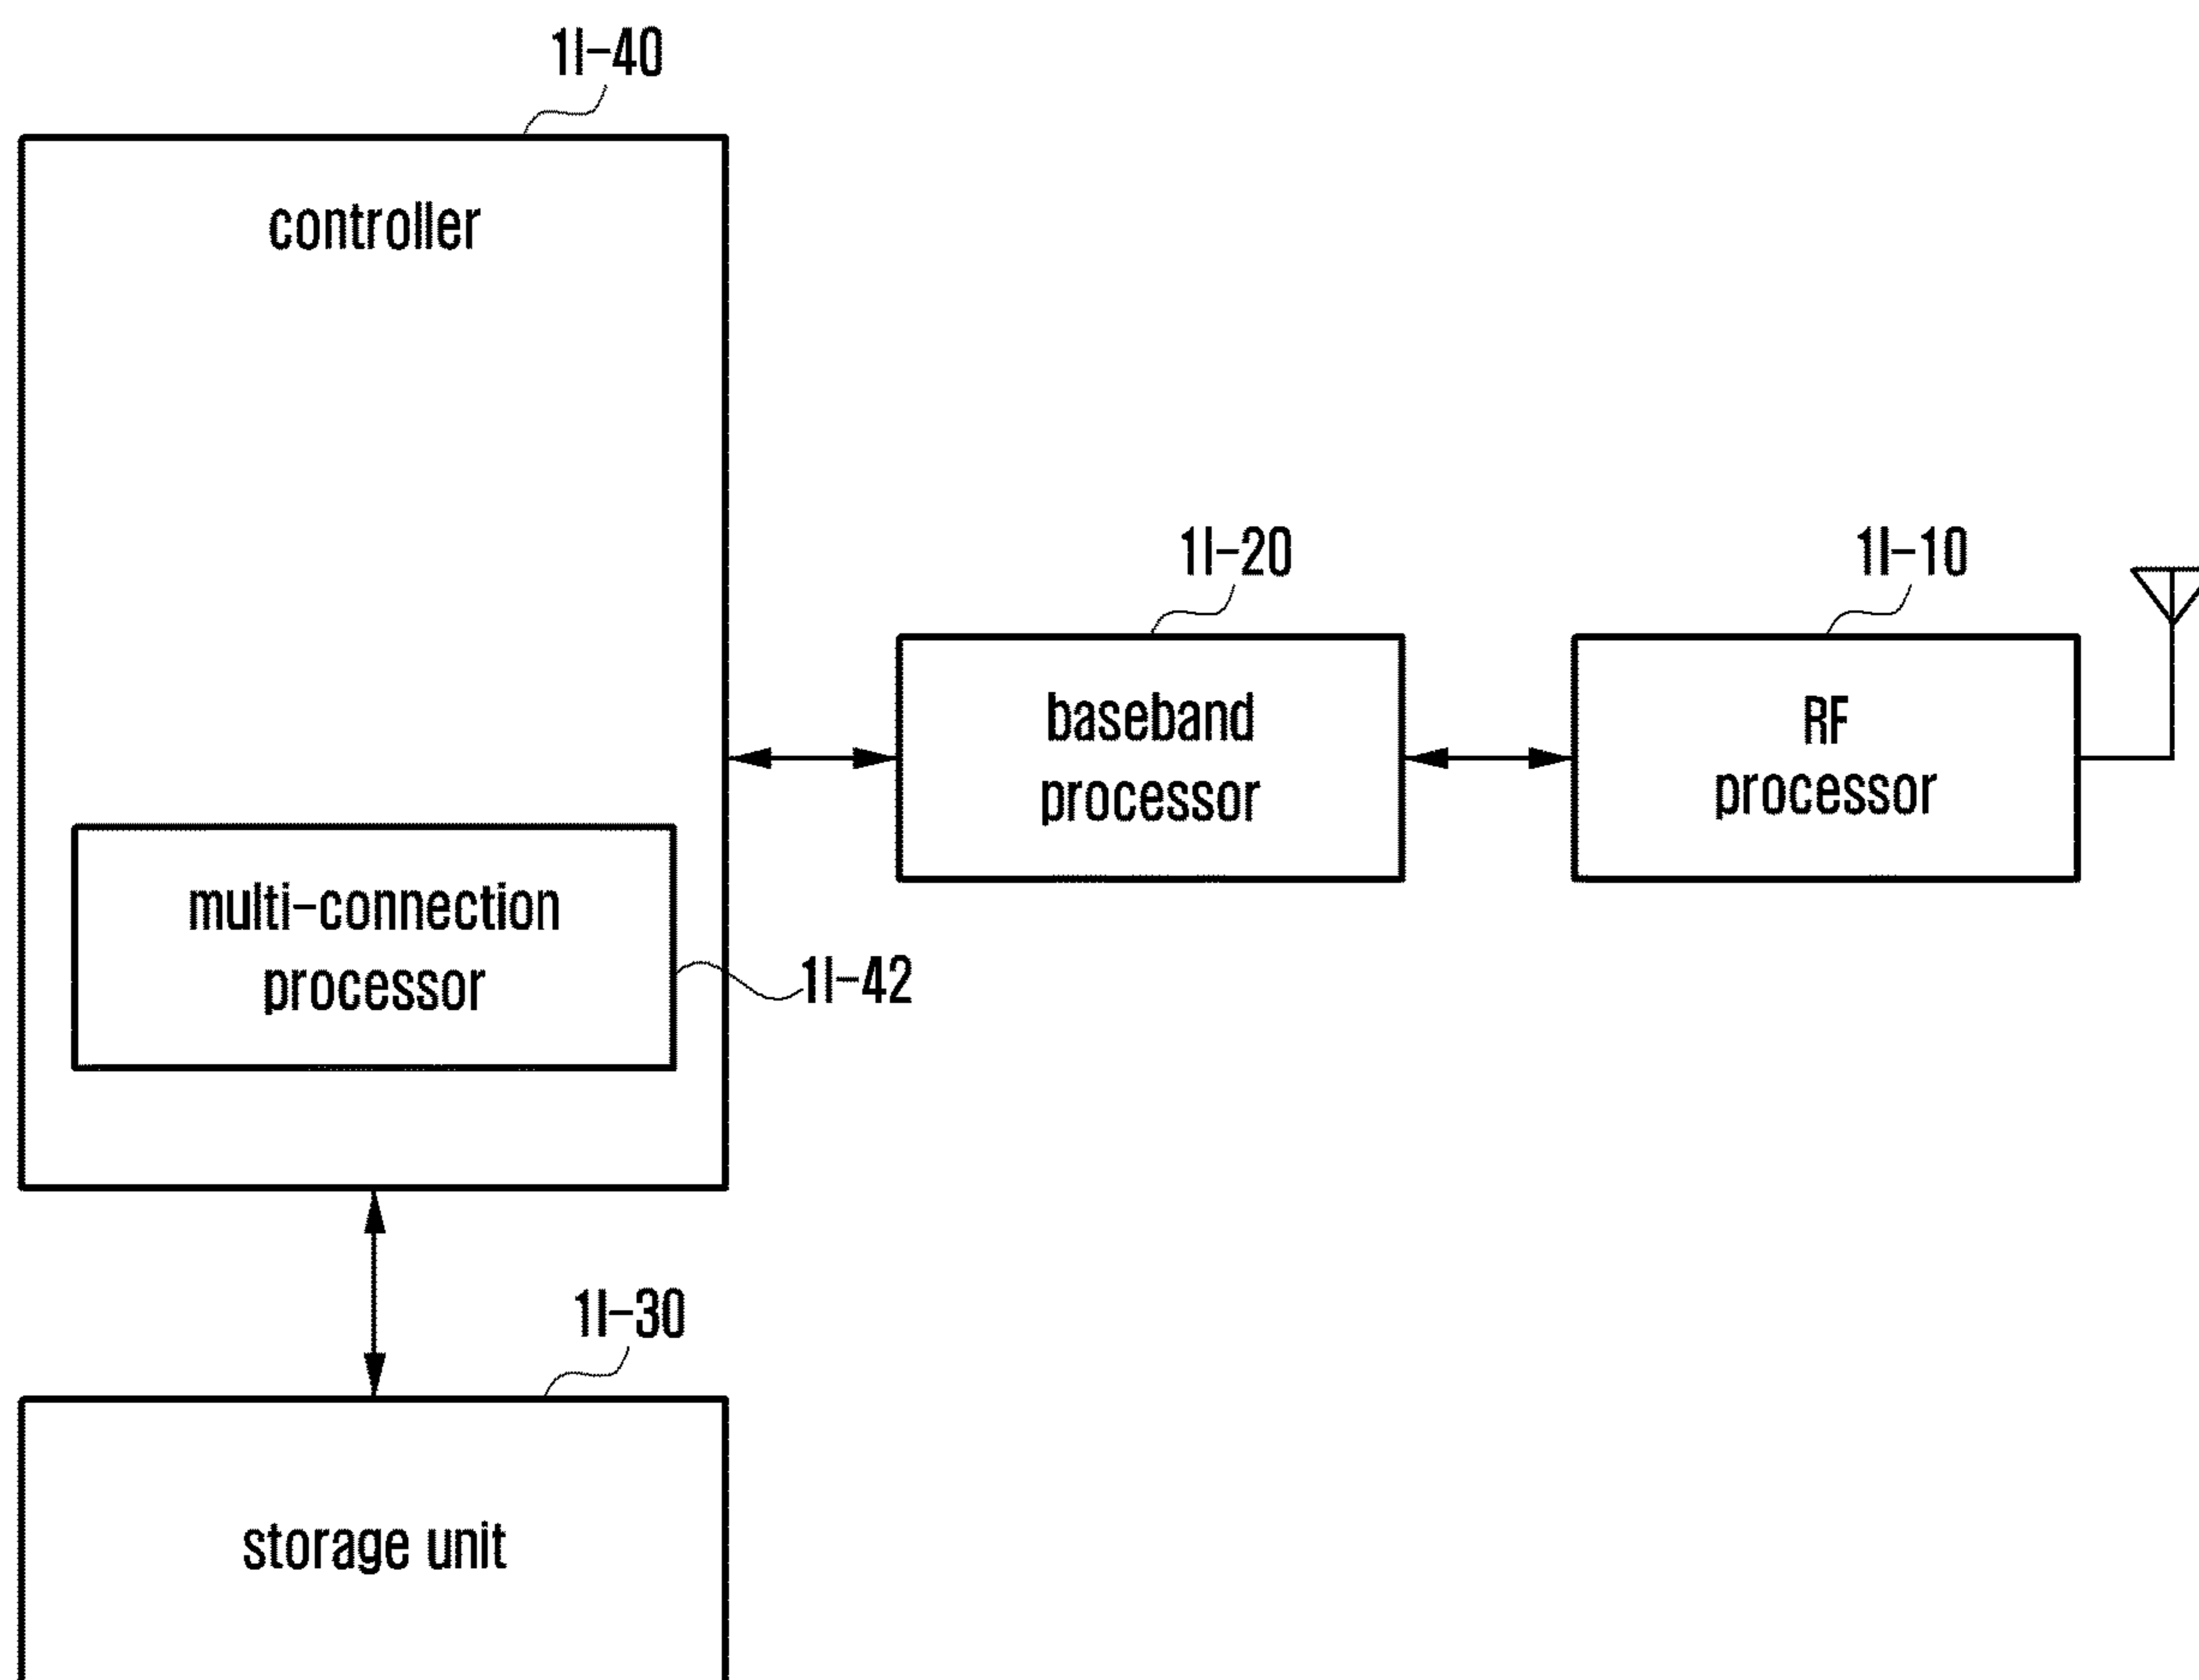 1l-40
controller
1l-20
1l-10
baseband
processor
RF
processor
multi-connection
processor
1l-42
1l-30
storage unit